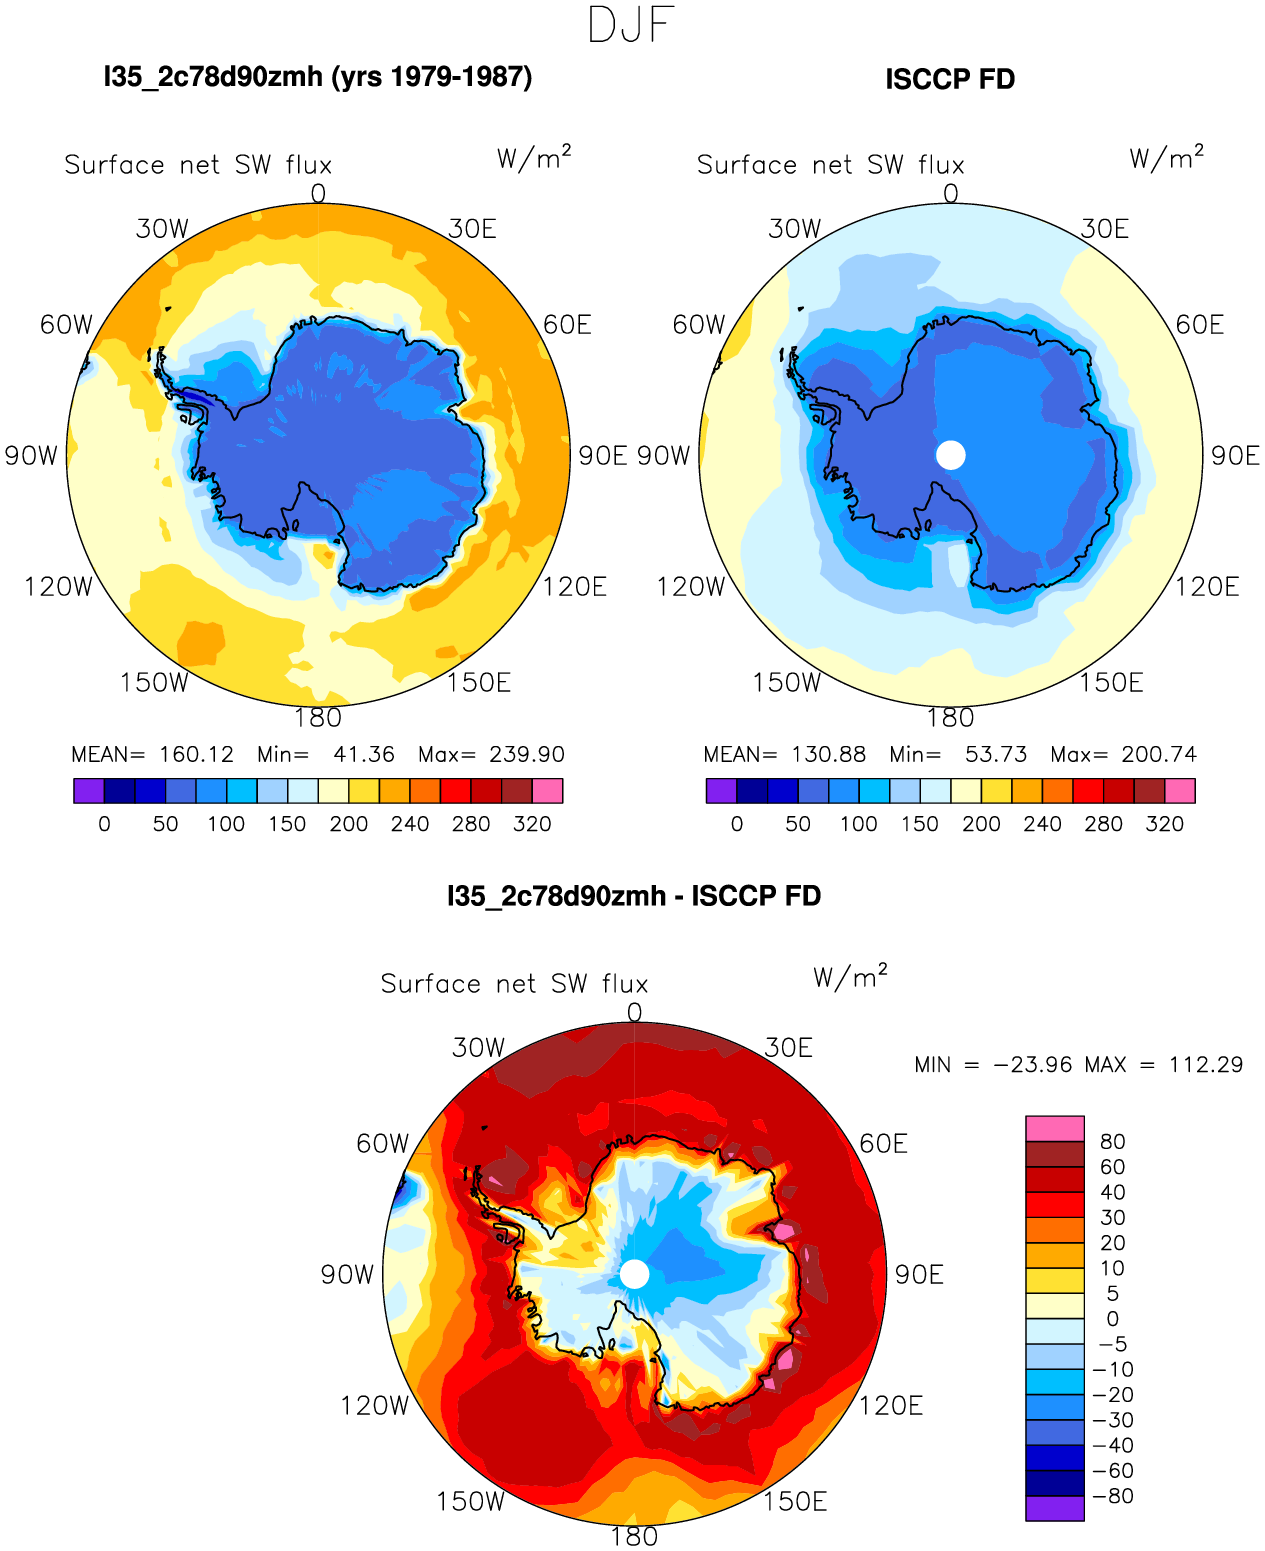 DJF
I35_2c78d90zmh (yrs 1979-1987)
ISCCP FD
Surface net SW flux
W/m²
Surface net SW flux
W/m²
0
30W
30E
60W
60E
90W
90E
120W
120E
150W
150E
180
0
30W
30E
60W
60E
90W
90E
120W
120E
150W
150E
180
MEAN= 160.12 Min= 41.36 Max= 239.90
0 50 100 150 200 240 280 320
MEAN= 130.88 Min= 53.73 Max= 200.74
0 50 100 150 200 240 280 320
I35_2c78d90zmh - ISCCP FD
Surface net SW flux
W/m²
0
30W
30E
60W
60E
90W
90E
120W
120E
150W
150E
180
MIN = -23.96 MAX = 112.29
80
60
40
30
20
10
5
0
-5
-10
-20
-30
-40
-60
-80